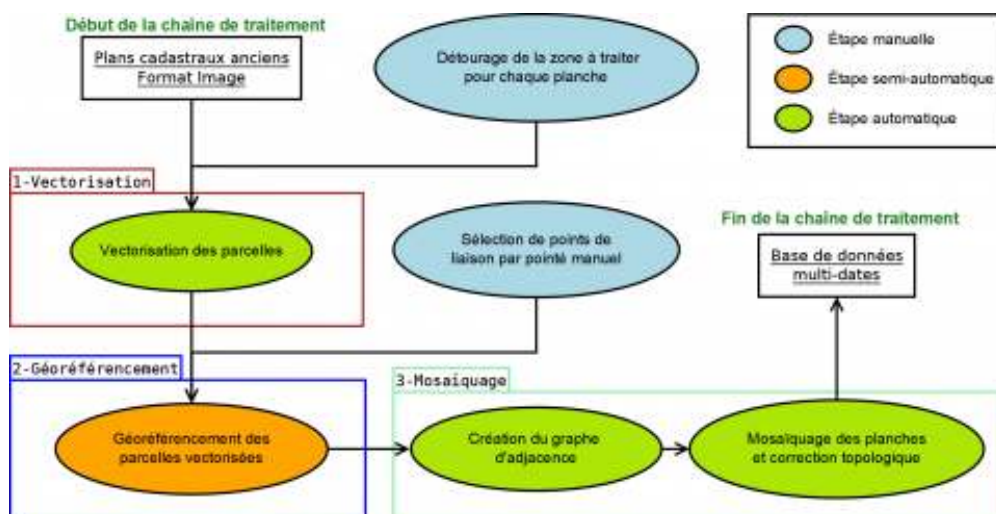 Début de la chaîne de traitement
Plans cadastraux anciens
Format Image
Détourage de la zone à traiter
pour chaque planche
Étape manuelle
Étape semi-automatique
Étape automatique
1-Vectorisation
Vectorisation des parcelles
Sélection de points de
liaison par pointé manuel
Fin de la chaîne de traitement
Base de données
multi-dates
2-Géoréférencement
Géoréférencement des
parcelles vectorisées
3-Mosaïquage
Création du graphe
d'adjacence
Mosaïquage des planches
et correction topologique